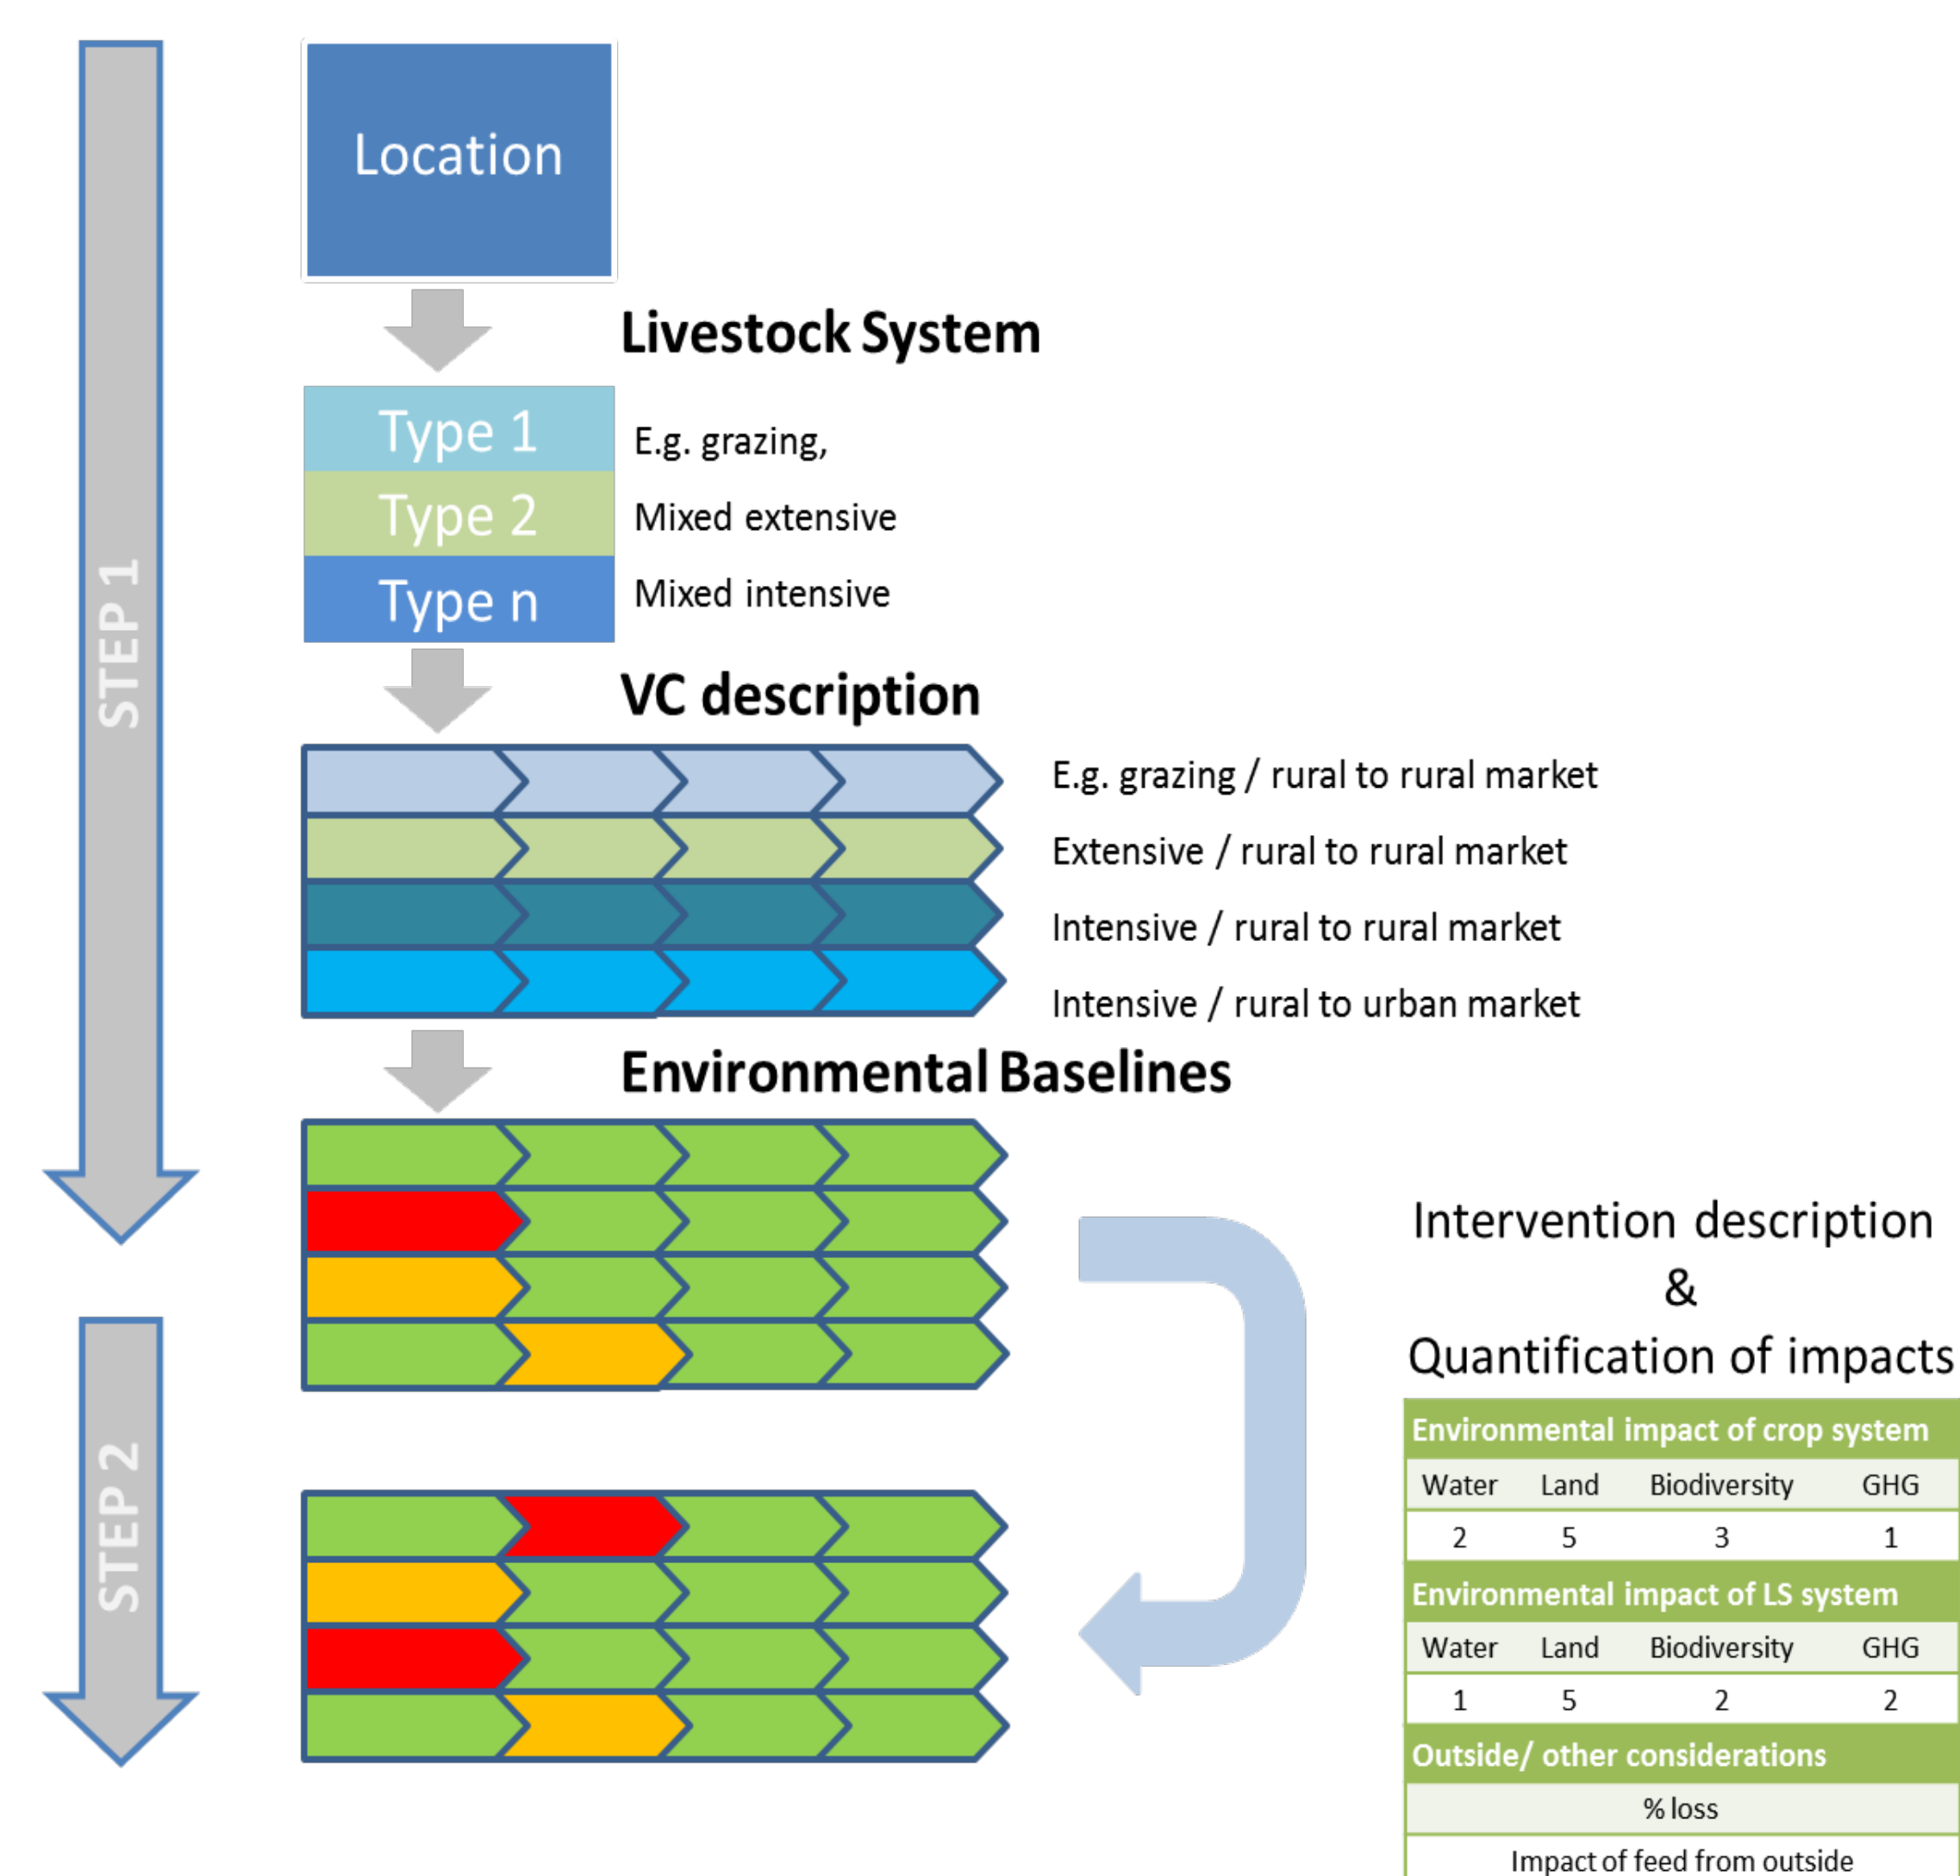 STEP 1
Location
Livestock System
Type 1
E.g. grazing,
Type 2
Mixed extensive
Type n
Mixed intensive
VC description
E.g. grazing / rural to rural market
Extensive / rural to rural market
Intensive / rural to rural market
Intensive / rural to urban market
Environmental Baselines
STEP 2
Intervention description
&
Quantification of impacts
Environmental impact of crop system
Water Land Biodiversity GHG
2 5 3 1
Environmental impact of LS system
Water Land Biodiversity GHG
1 5 2 2
Outside/ other considerations
% loss
Impact of feed from outside